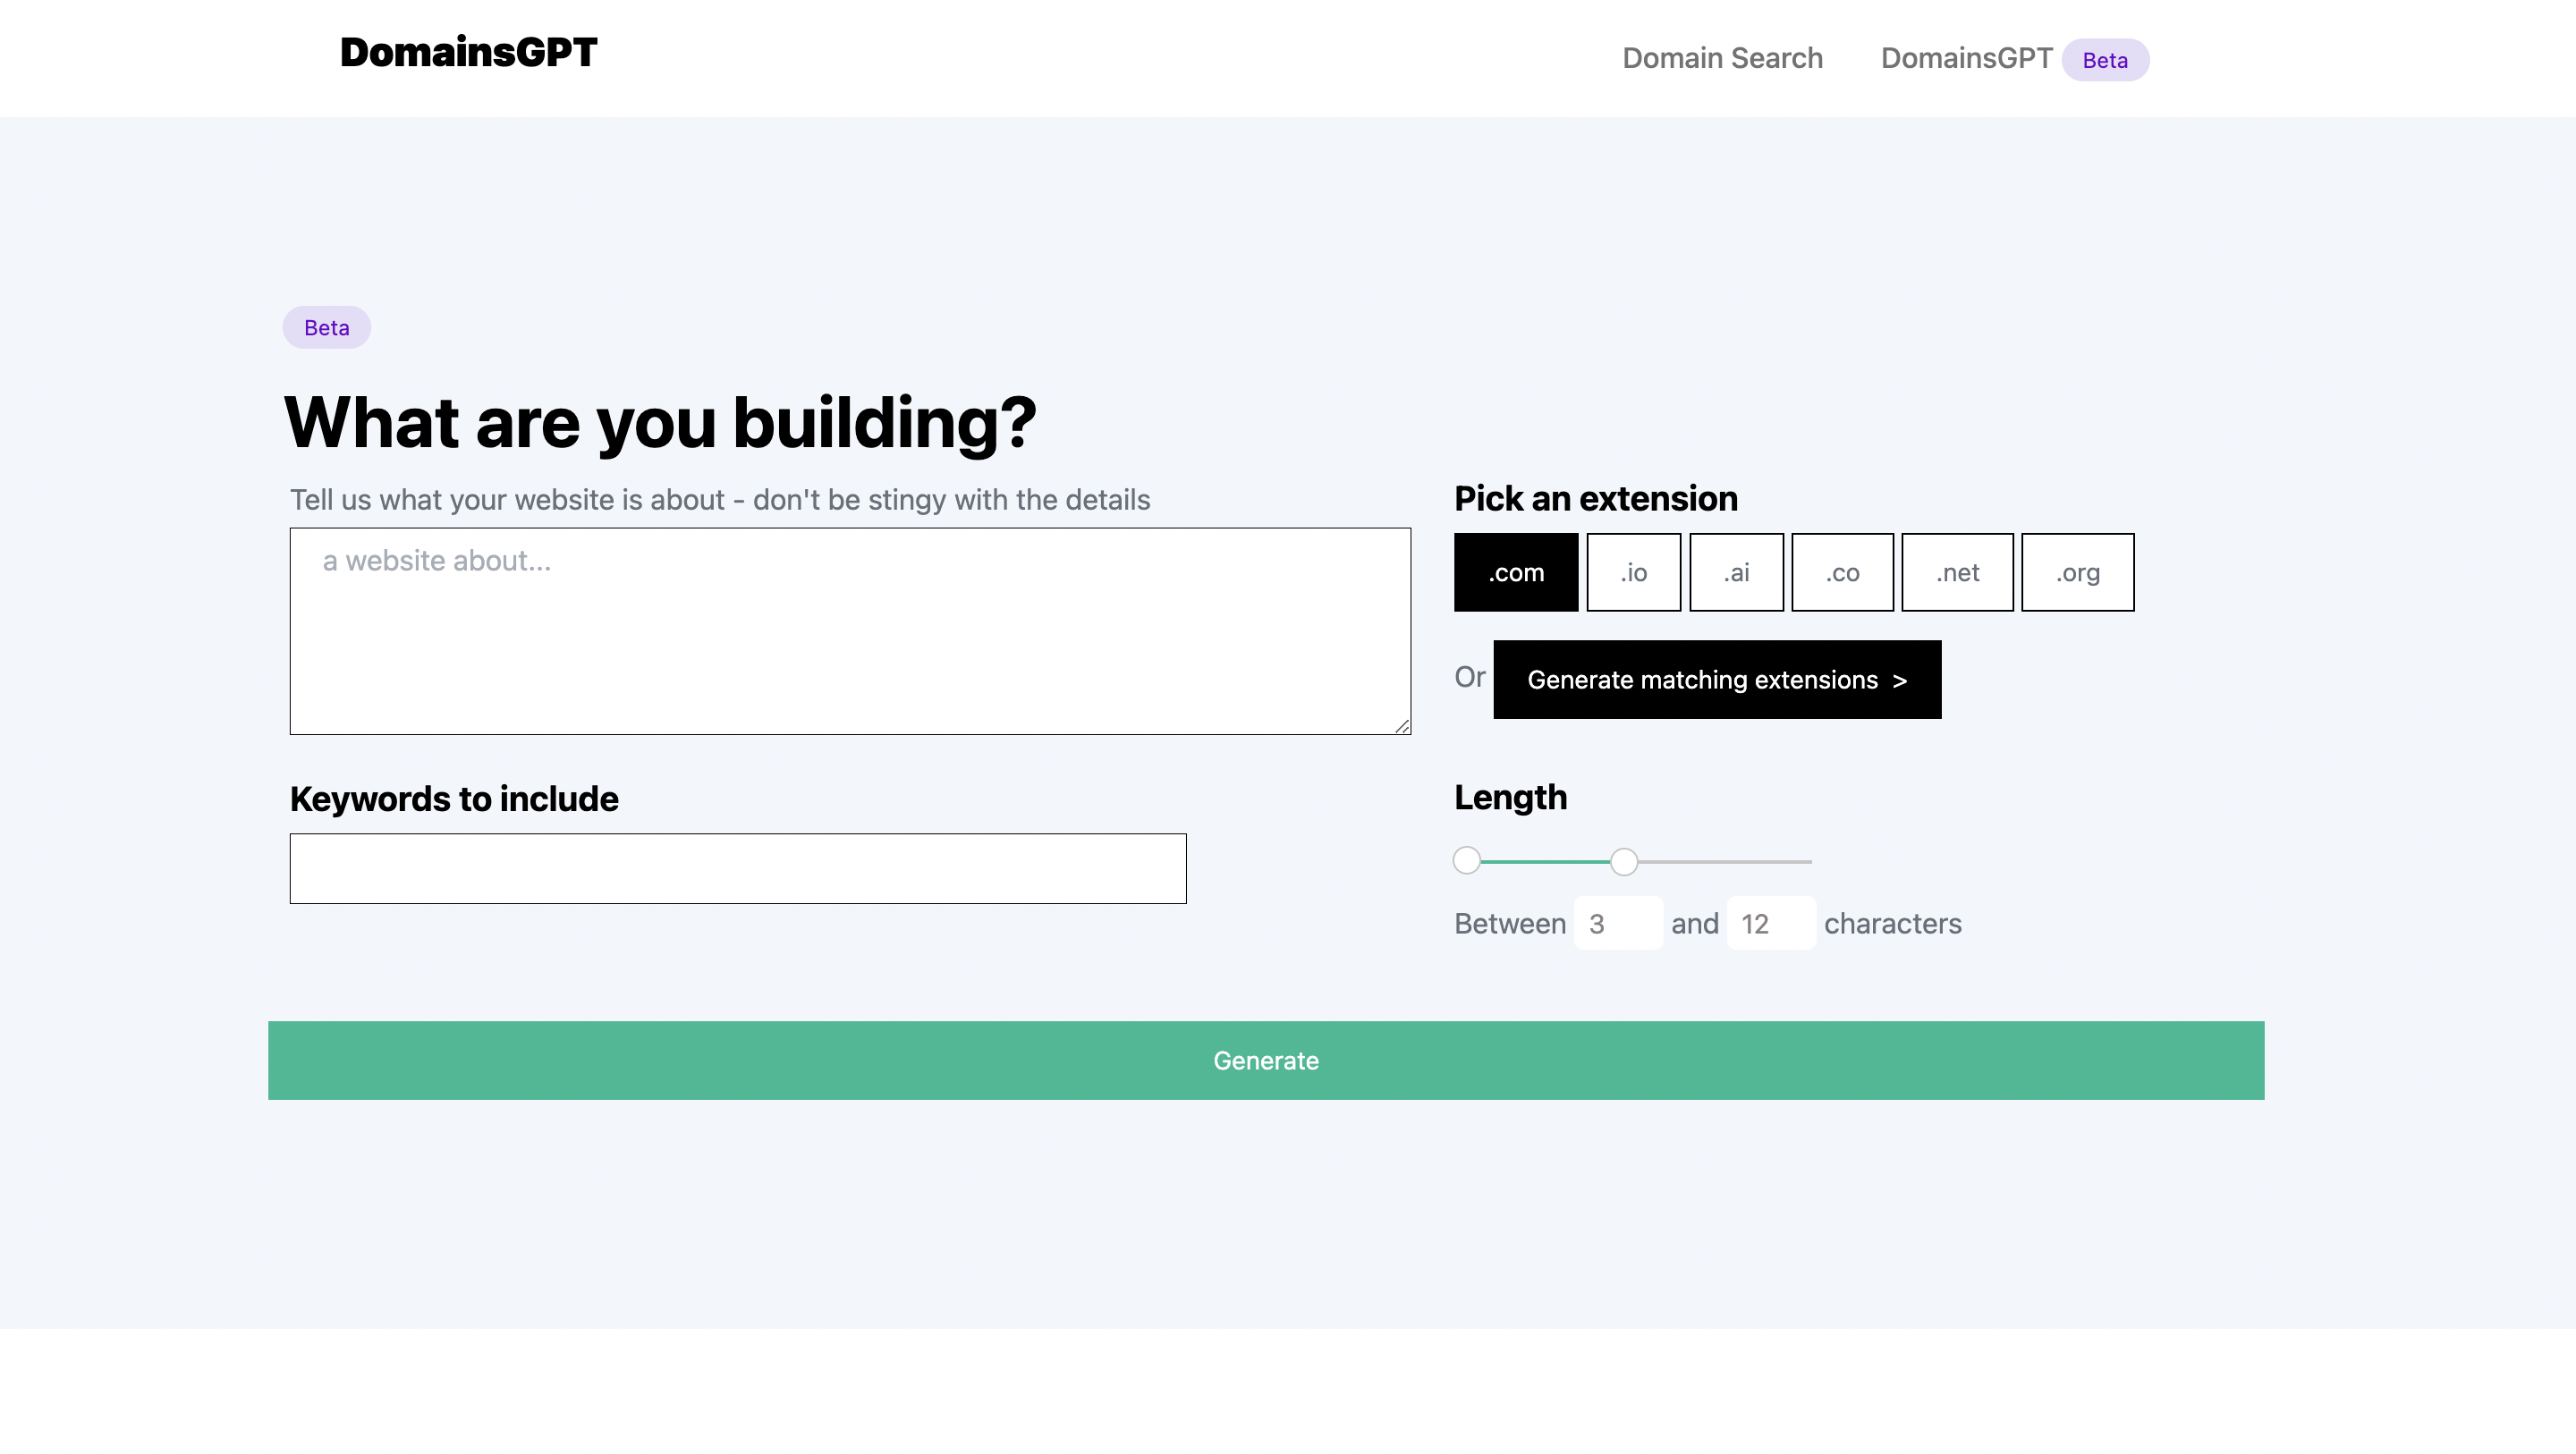 DomainsGPT
Domain Search
DomainsGPT Beta
Beta
What are you building?
Tell us what your website is about - don't be stingy with the details
a website about...
Keywords to include
Pick an extension
.com .io .ai .co .net .org
Or Generate matching extensions >
Length
Between 3 and 12 characters
Generate